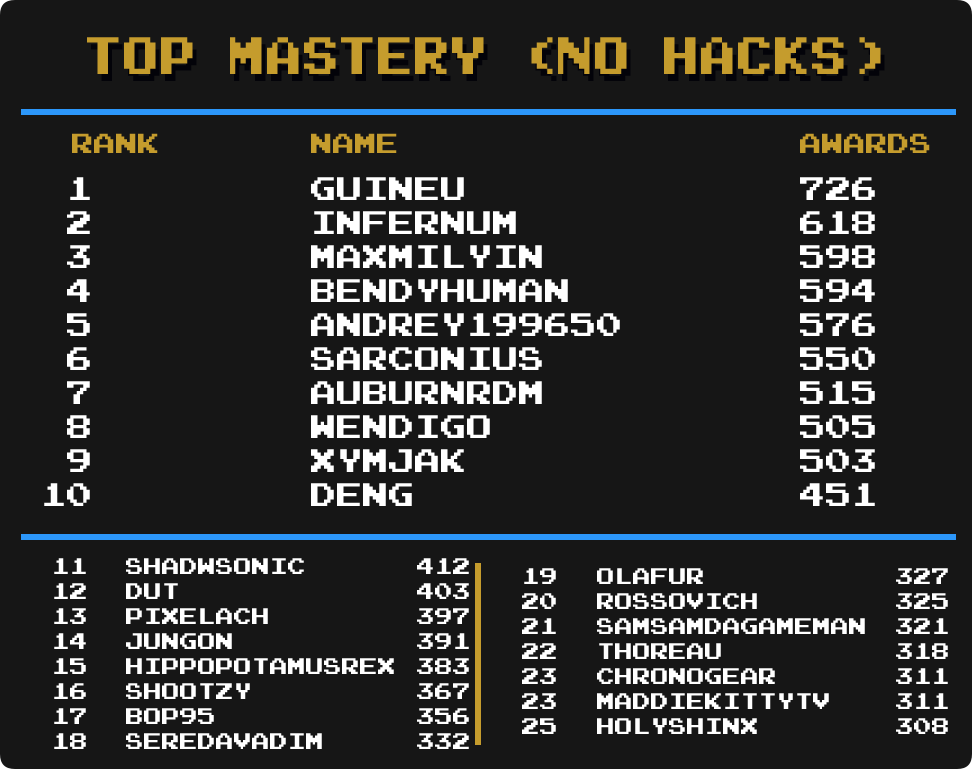 TOP MASTERY (NO HACKS)
RANK NAME AWARDS
1 GUINEU 726
2 INFERNUM 618
3 MAXMILYIN 598
4 BENDYHUMAN 594
5 ANDREY199650 576
6 SARCONIUS 550
7 AUBURNRDM 515
8 WENDIGO 505
9 XYMJAK 503
10 DENG 451
11 SHADWSONIC 412
12 DUT 403
13 PIXELACH 397
14 JUNGON 391
15 HIPPOPOTAMUSREX 383
16 SHOOTZY 367
17 BOP95 356
18 SEREDAVADIM 332
19 OLAFUR 327
20 ROSSOVICH 325
21 SAMSAMDAGAMEMAN 321
22 THOREAU 318
23 CHRONOGEAR 311
23 MADDIEKITTYTV 311
25 HOLYSHINX 308